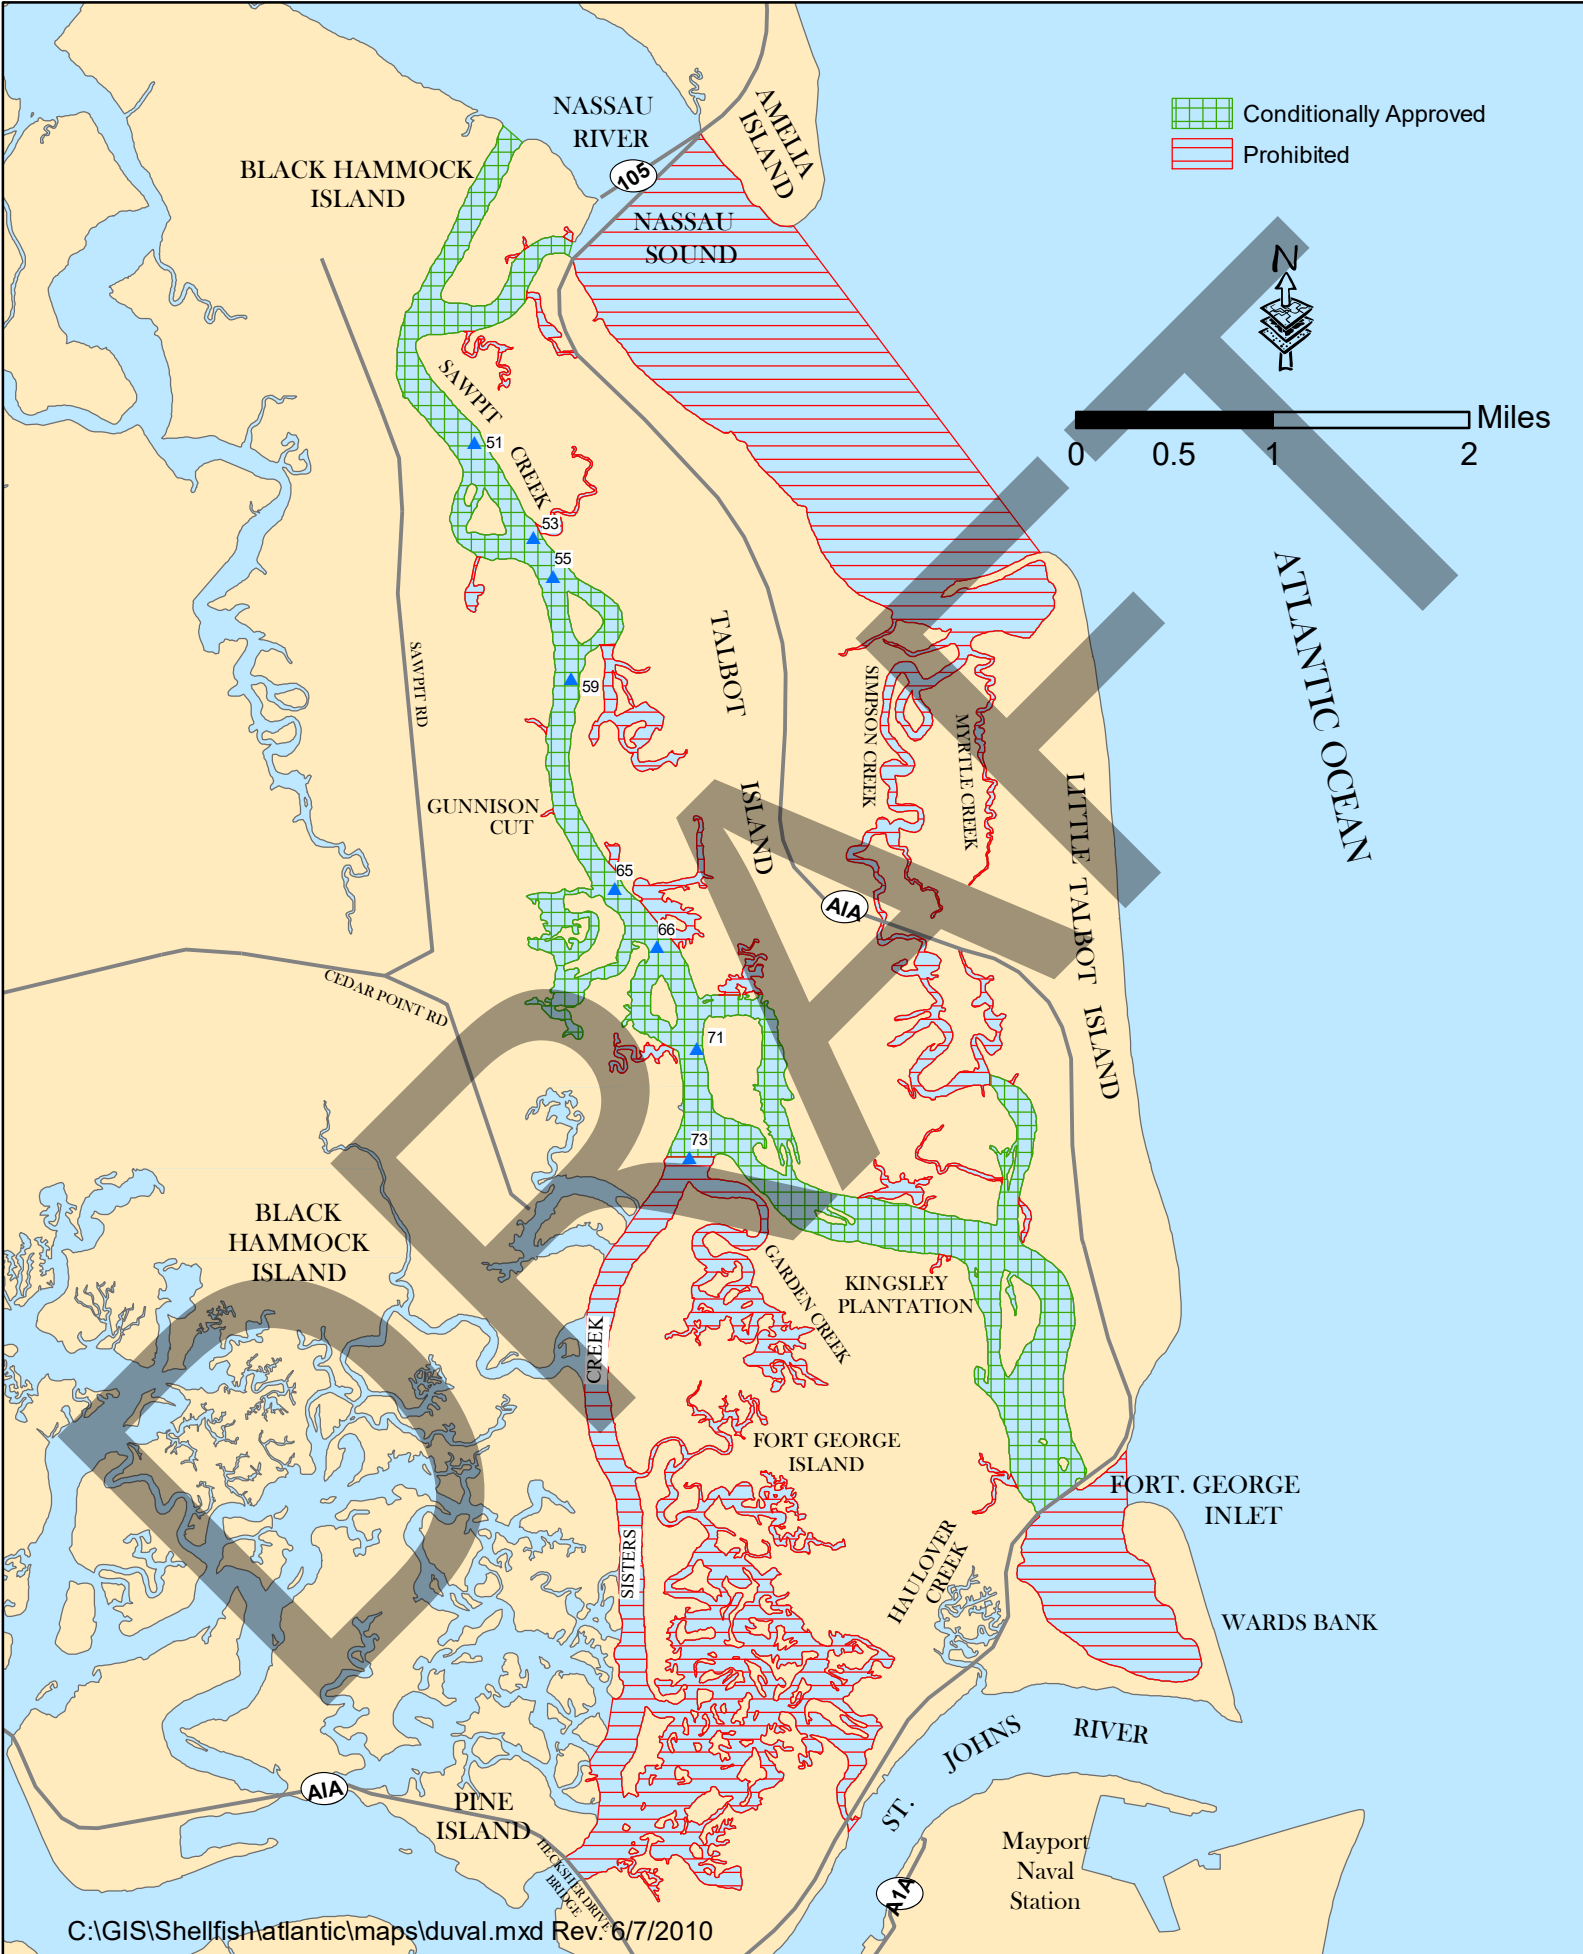 NASSAU
RIVER
AMELIA
ISLAND
Conditionally Approved
Prohibited
BLACK HAMMOCK
ISLAND
105
NASSAU
SOUND
N
SAWPIT
CREEK
Miles
0 0.5 1 2
51
53
55
59
65
66
71
73
ATLANTIC OCEAN
TALBOT
ISLAND
SAWPIT RD
SIMPSON CREEK
MYRTLE CREEK
LITTLE TALBOT ISLAND
GUNNISON
CUT
A1A
CEDAR POINT RD
BLACK
HAMMOCK
ISLAND
GARDEN CREEK
KINGSLEY
PLANTATION
CREEK
SISTERS
FORT GEORGE
ISLAND
FORT. GEORGE
INLET
HAULOVER
CREEK
WARDS BANK
ST. JOHNS RIVER
A1A
PINE
ISLAND
HECKSHER DRIVE
BRIDGE
Mayport
Naval
Station
A1A
C:\GIS\Shellfish\atlantic\maps\duval.mxd Rev. 6/7/2010
DRAFT